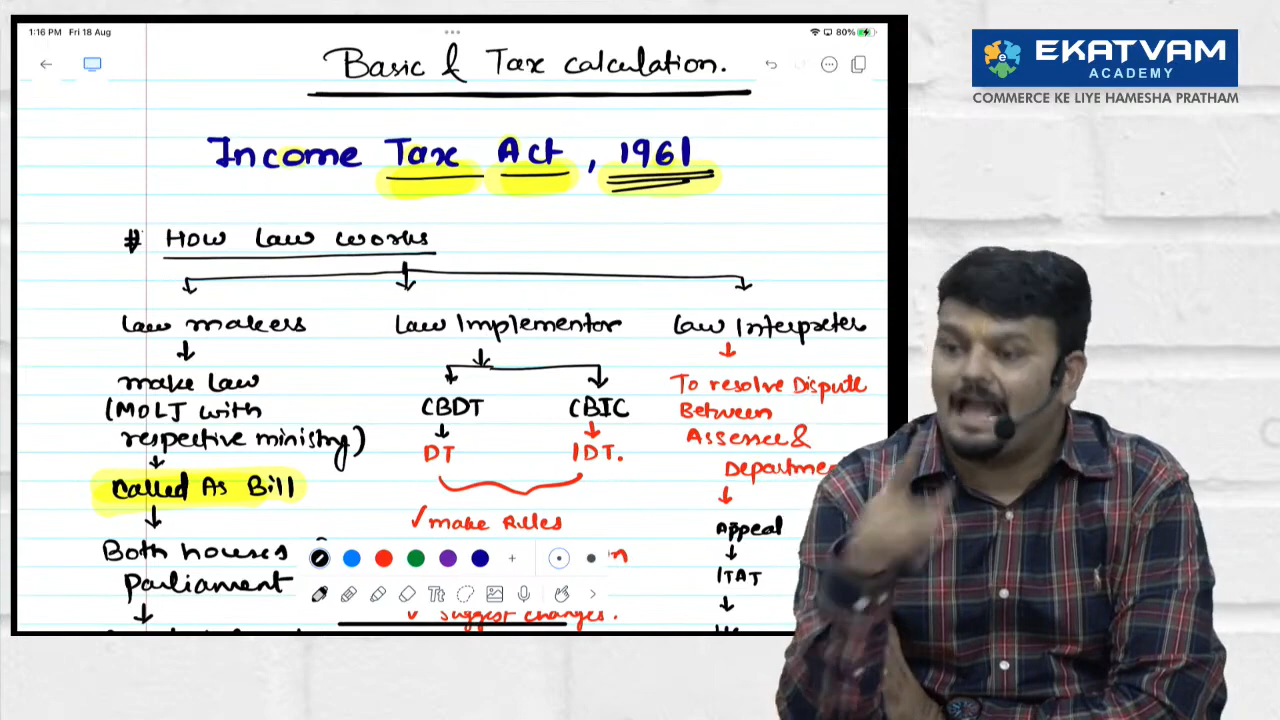 1:16 PM Fri 18 Aug
80%
Basic & Tax calculation.
Income Tax Act, 1961
# How Law works
Law makers
make Law
(MOLJ with
respective ministry)
called As Bill
Both houses
parliament
Law Implementor
CBDT CBIC
DT IDT.
✓make Rules
✓ suggest changes.
Law Interpreter
To resolve Dispute
Between
Assessee &
Appeal
ITAT
EKATVAM
ACADEMY
COMMERCE KE LIYE HAMESHA PRATHAM